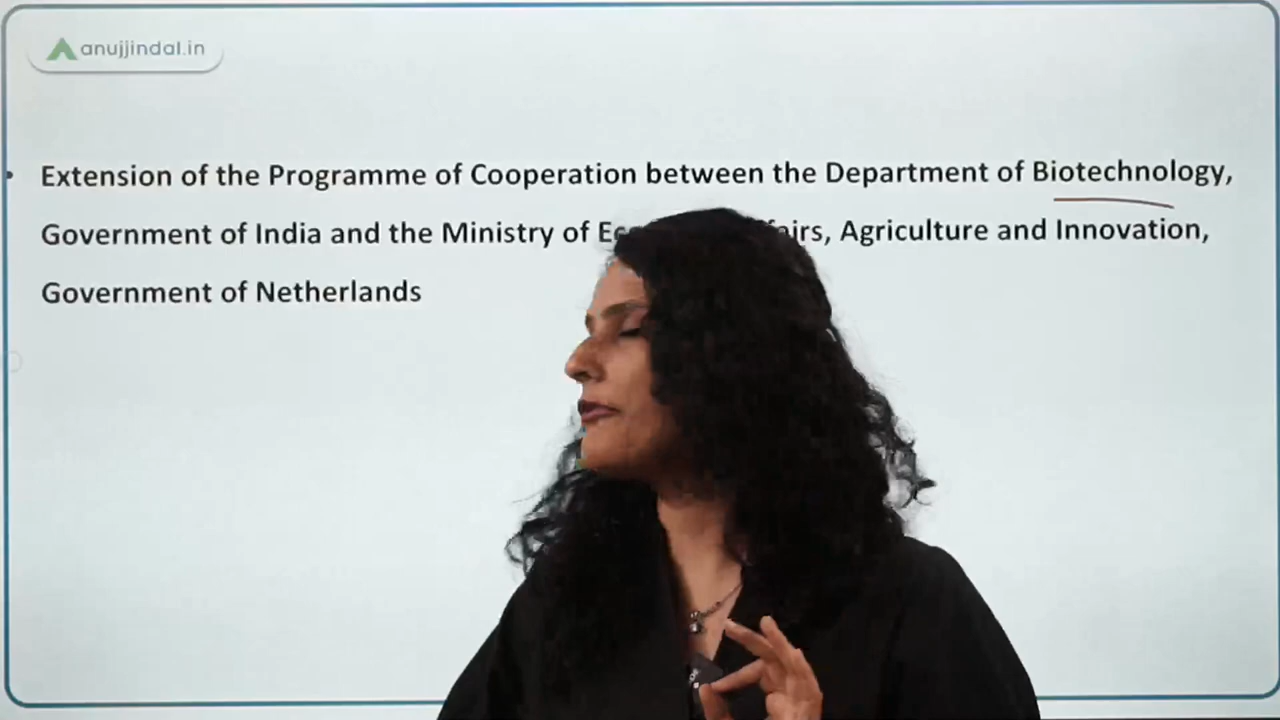 anujjindal.in
Extension of the Programme of Cooperation between the Department of Biotechnology,
Government of India and the Ministry of Agriculture and Innovation,
Government of Netherlands